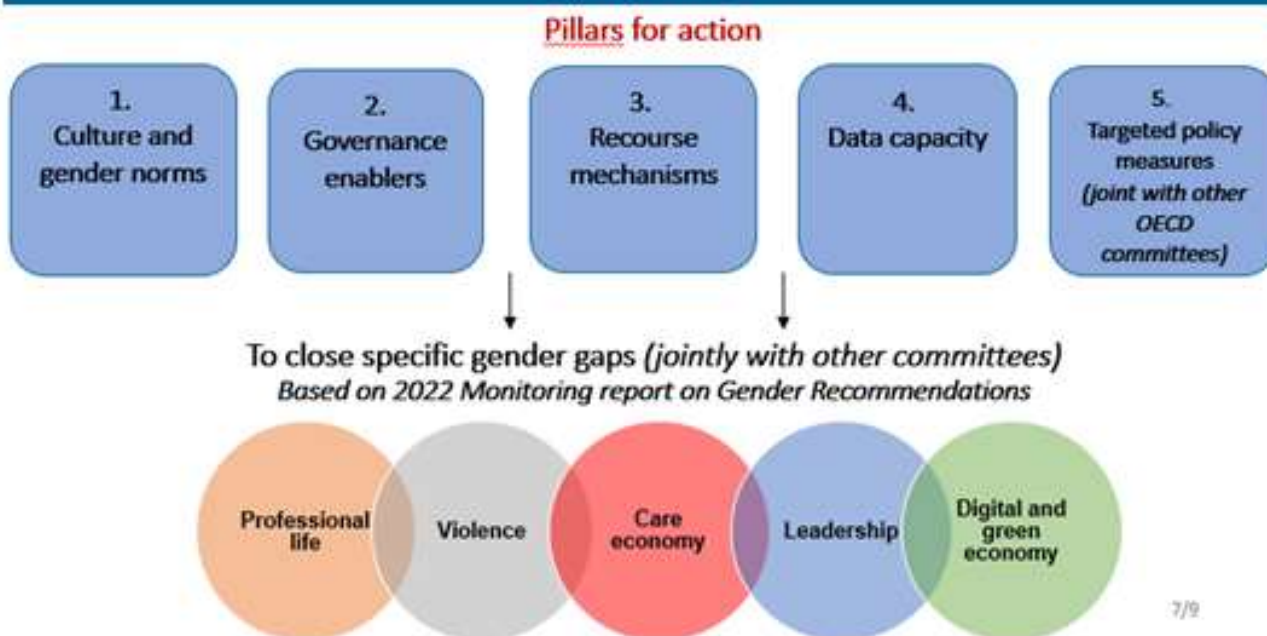 Pillars for action
1.
Culture and
gender norms
2.
Governance
enablers
3.
Recourse
mechanisms
4.
Data capacity
5.
Targeted policy
measures
(joint with other
OECD
committees)
To close specific gender gaps (jointly with other committees)
Based on 2022 Monitoring report on Gender Recommendations
Professional
life
Violence
Care
economy
Leadership
Digital and
green
economy
7/9